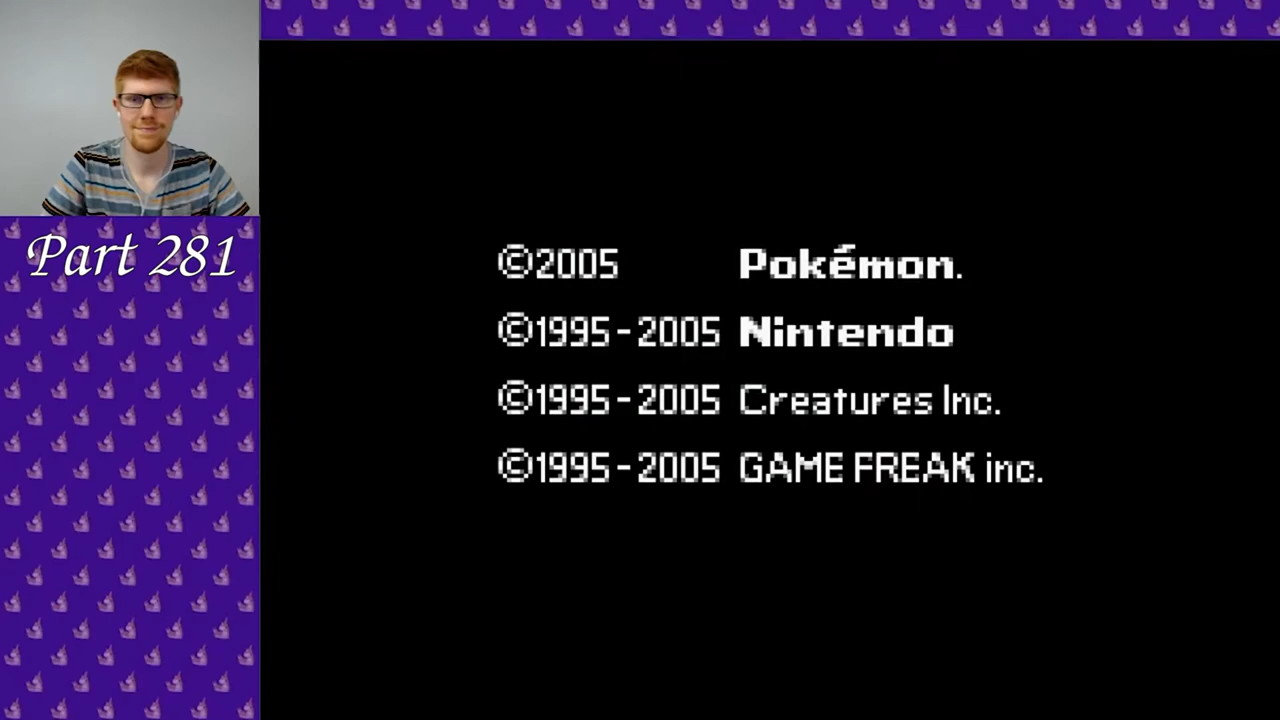 Part 281
©2005 Pokémon.
©1995-2005 Nintendo
©1995-2005 Creatures Inc.
©1995-2005 GAME FREAK inc.